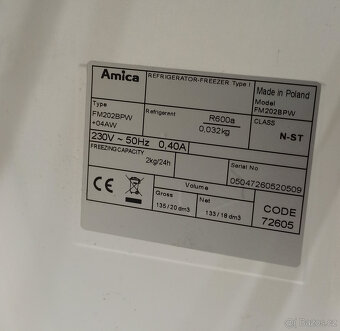 Amica
REFRIGERATOR-FREEZER Type I
Made in Poland
Type
FM202BPW
+04AW
Refrigerant
R600a
0,032kg
Model
FM202BPW
CLASS
N-ST
230V ~ 50Hz 0,40A
FREEZING CAPACITY
2kg/24h
Serial No
05047260520509
CE
Volume
Gross
135/20 dm3
Net
133/18 dm3
CODE
72605
© Bazos.cz